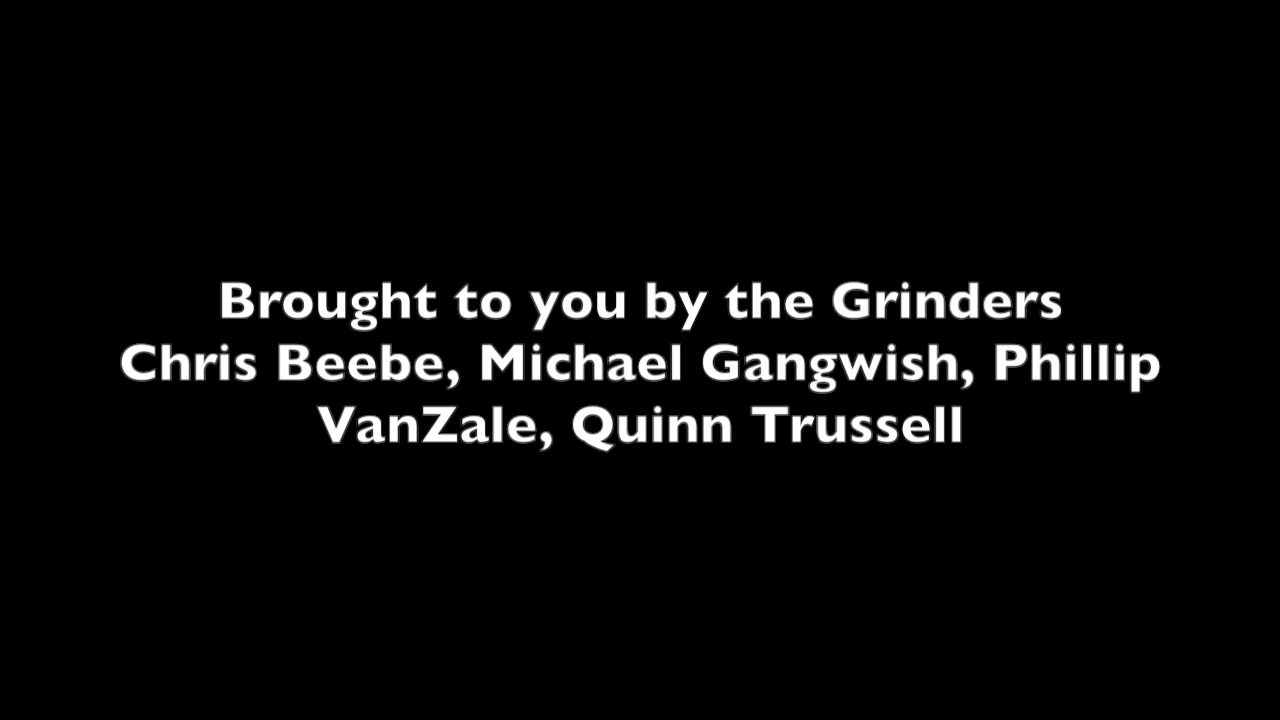 Brought to you by the Grinders
Chris Beebe, Michael Gangwish, Phillip
VanZale, Quinn Trussell